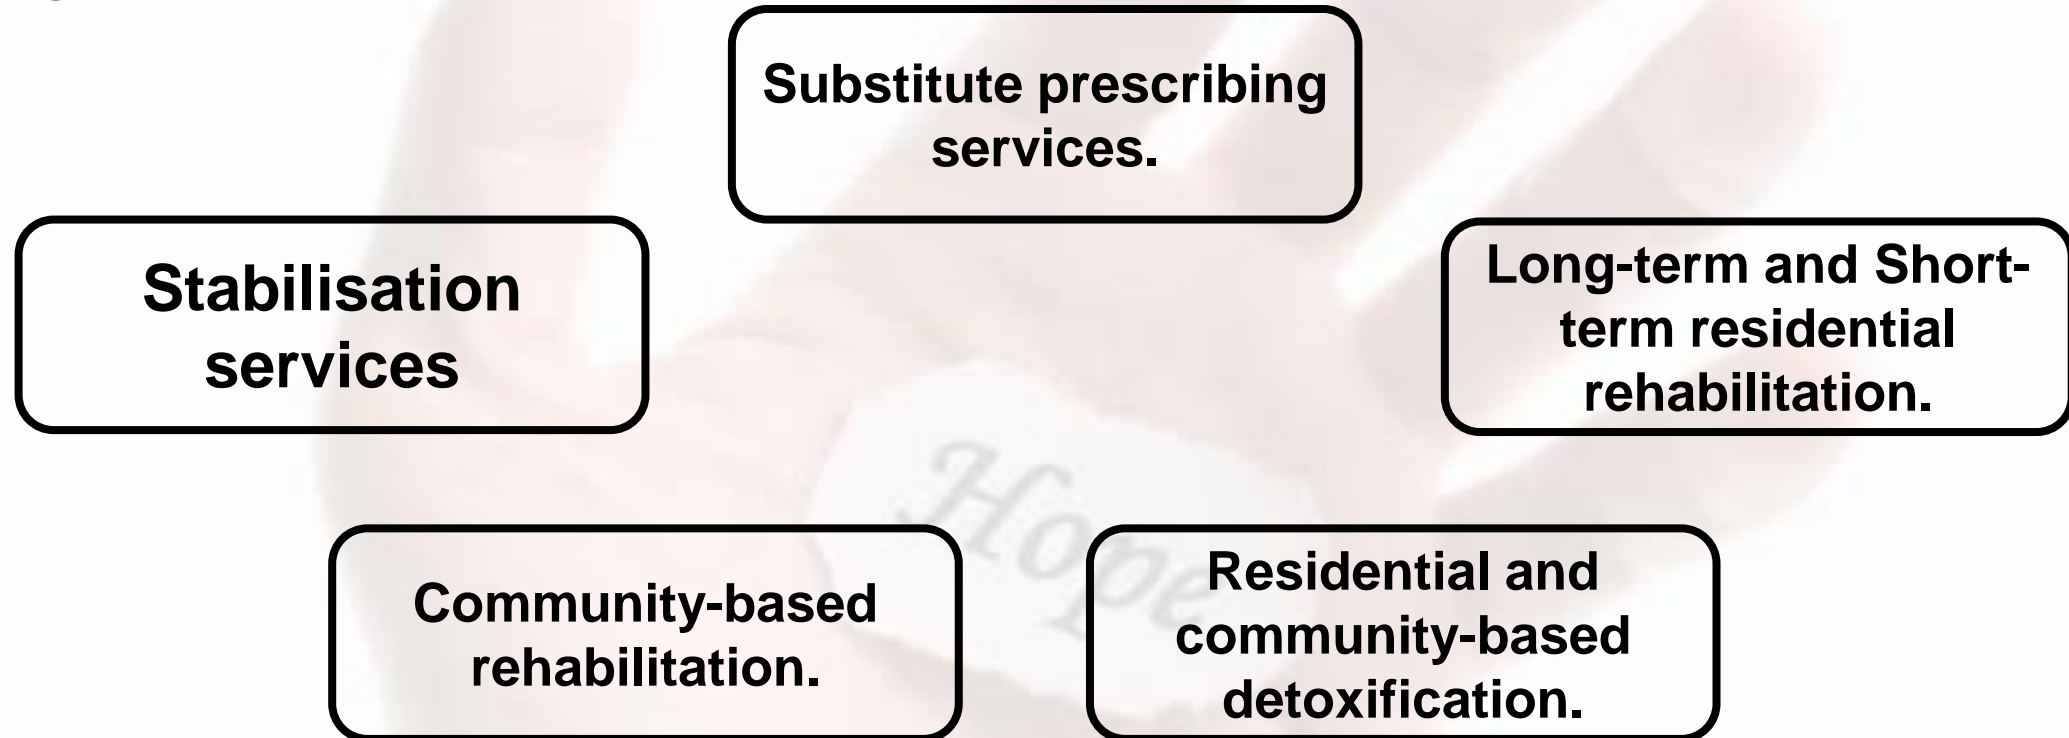 Substitute prescribing
services.
Stabilisation
services
Long-term and Short-
term residential
rehabilitation.
Community-based
rehabilitation.
Residential and
community-based
detoxification.
Hope